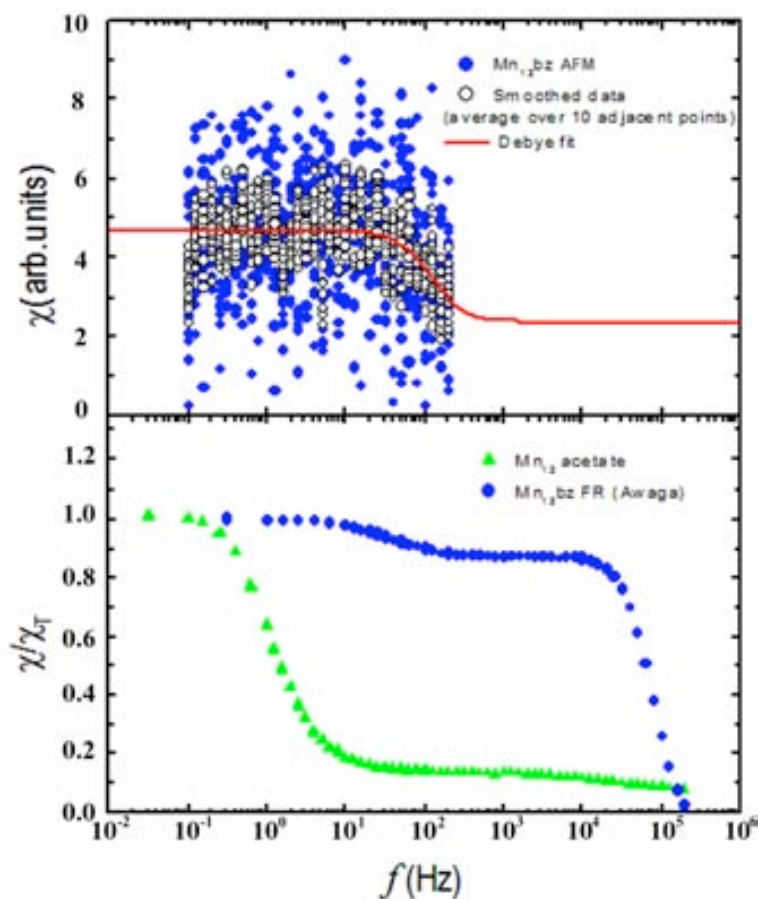 10
8
6
4
2
0
χ(arb.units)
Mn₁₂bz AFM
Smoothed data
(average over 10 adjacent points)
Debye fit
1.2
1.0
0.8
0.6
0.4
0.2
0.0
χ/χ_T
Mn₁₂ acetate
Mn₁₂bz FR (Awaga)
10⁻² 10⁻¹ 10⁰ 10¹ 10² 10³ 10⁴ 10⁵ 10⁶
f(Hz)